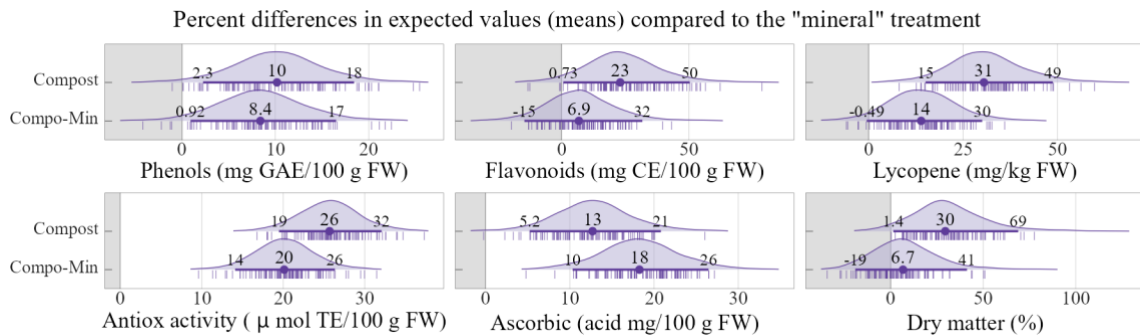 Percent differences in expected values (means) compared to the "mineral" treatment
Compost 2.3 10 18 0.73 23 50 15 31 49
Compo-Min 0.92 8.4 17 -15 6.9 32 -0.49 14 30
0 10 20 0 50 0 25 50
Phenols (mg GAE/100 g FW) Flavonoids (mg CE/100 g FW) Lycopene (mg/kg FW)
Compost 19 26 32 5.2 13 21 1.4 30 69
Compo-Min 14 20 26 10 18 26 -19 6.7 41
0 10 20 30 0 10 20 30 0 50 100
Antiox activity ( μ mol TE/100 g FW) Ascorbic (acid mg/100 g FW) Dry matter (%)